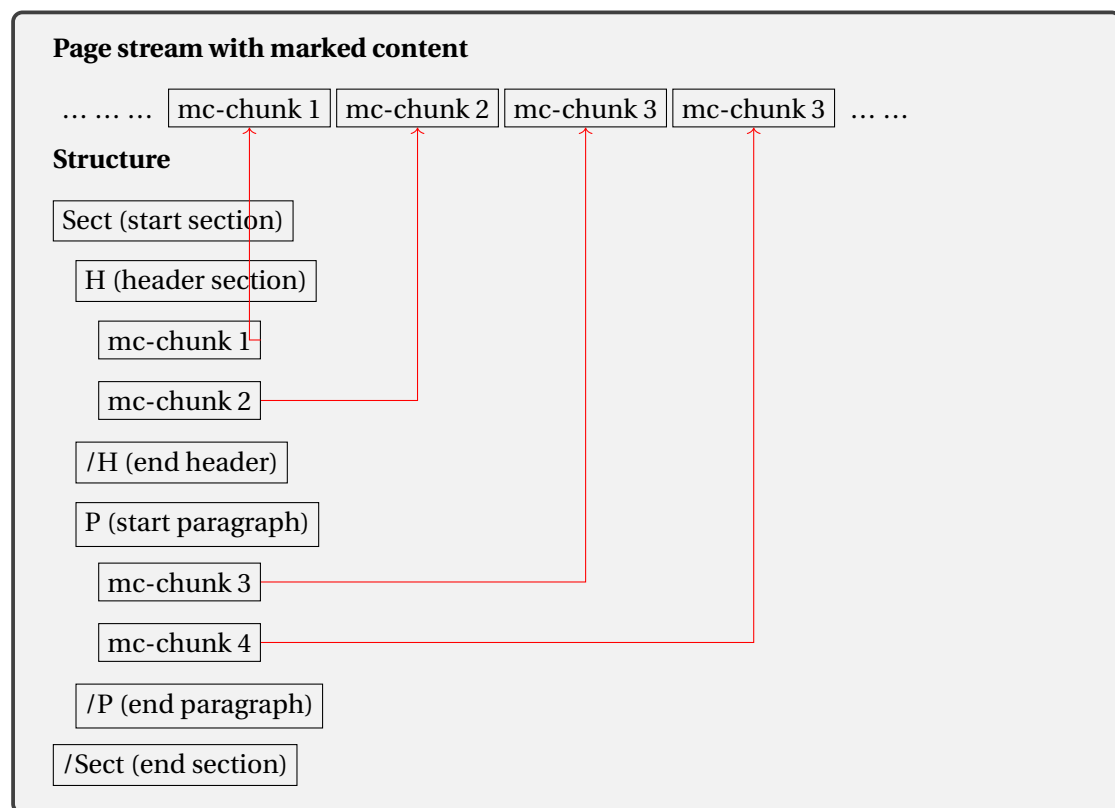 Page stream with marked content
… … … mc-chunk 1 mc-chunk 2 mc-chunk 3 mc-chunk 3 … …
Structure
Sect (start section)
H (header section)
mc-chunk 1
mc-chunk 2
/H (end header)
P (start paragraph)
mc-chunk 3
mc-chunk 4
/P (end paragraph)
/Sect (end section)